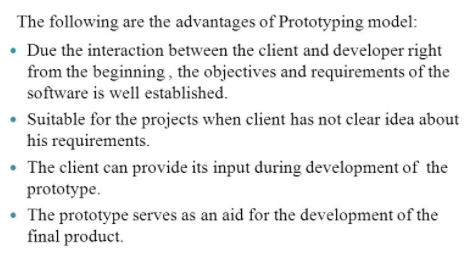 The following are the advantages of Prototyping model:
• Due the interaction between the client and developer right
from the beginning , the objectives and requirements of the
software is well established.
• Suitable for the projects when client has not clear idea about
his requirements.
• The client can provide its input during development of the
prototype.
• The prototype serves as an aid for the development of the
final product.